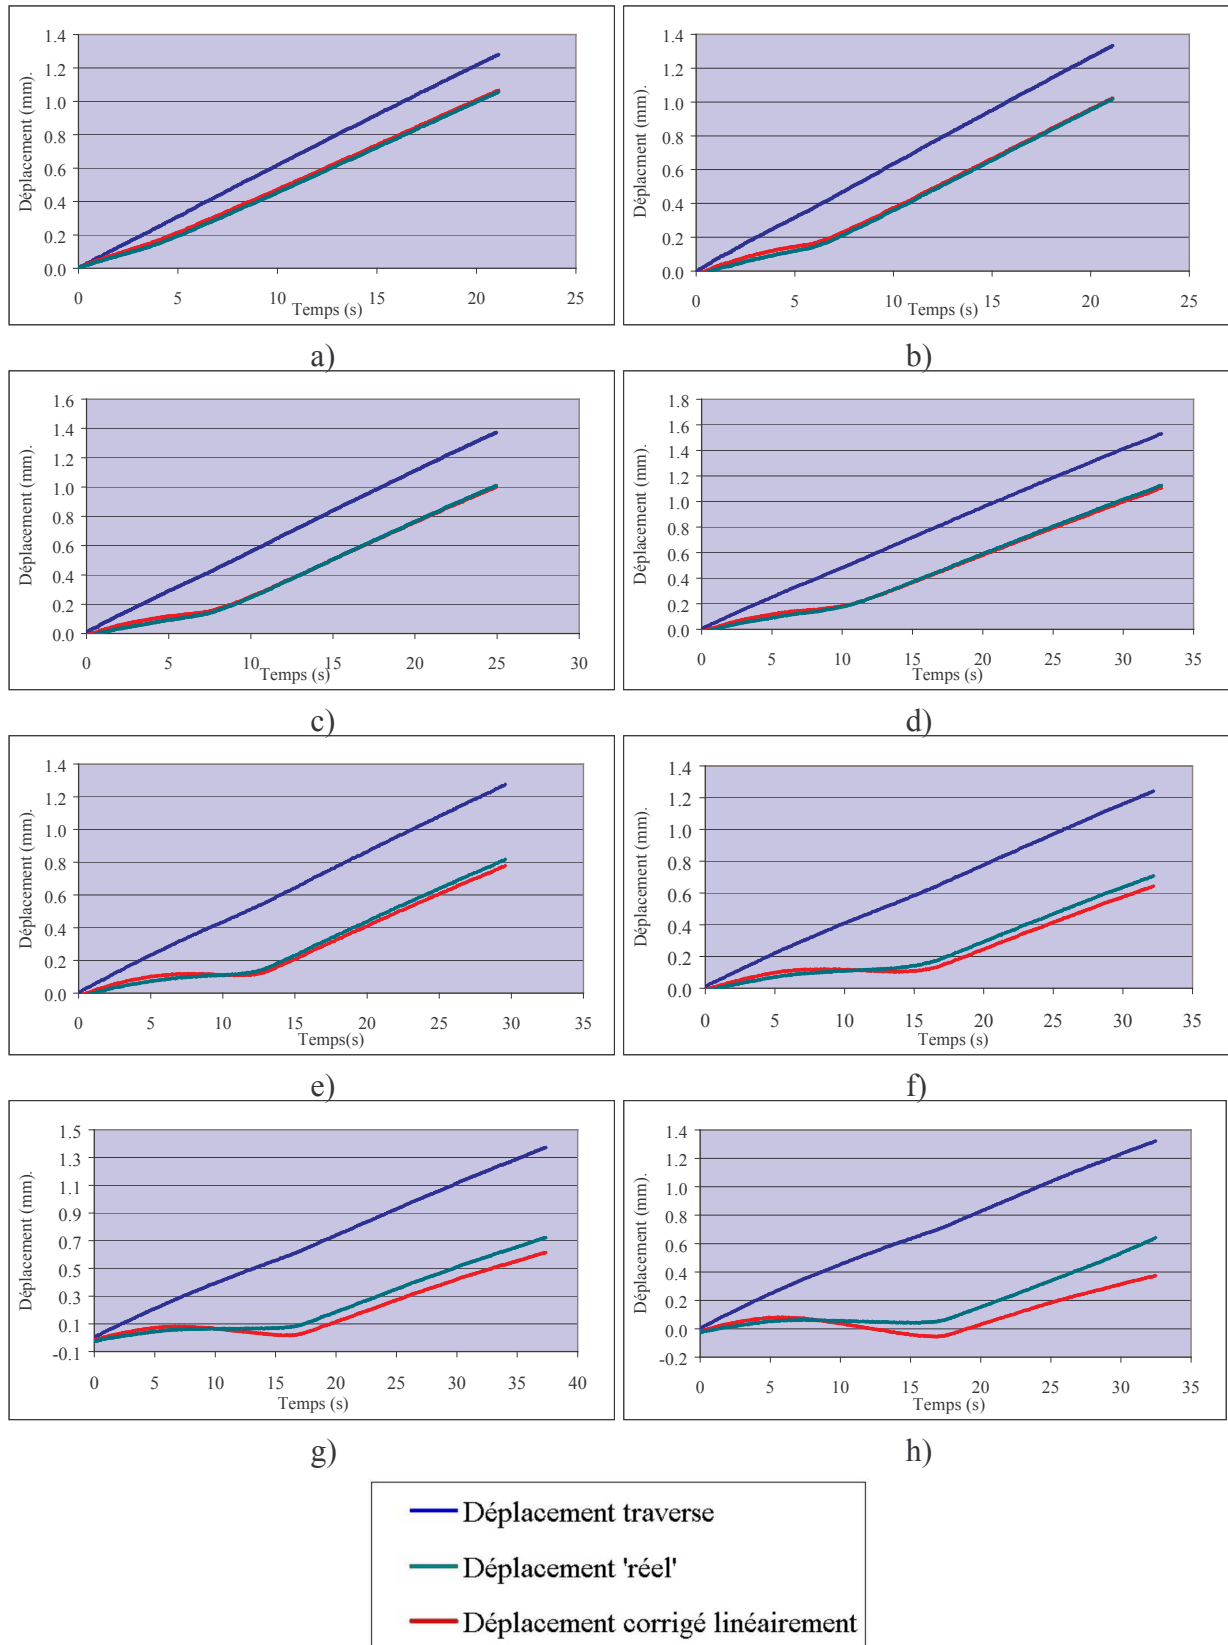 Déplacement (mm).
1.4
1.2
1.0
0.8
0.6
0.4
0.2
0.0
0 5 10 15 20 25
Temps (s)
a)
Déplacment (mm).
1.4
1.2
1.0
0.8
0.6
0.4
0.2
0.0
0 5 10 15 20 25
Temps (s)
b)
Déplacement (mm).
1.6
1.4
1.2
1.0
0.8
0.6
0.4
0.2
0.0
0 5 10 15 20 25 30
Temps (s)
c)
Déplacement (mm).
1.8
1.6
1.4
1.2
1.0
0.8
0.6
0.4
0.2
0.0
0 5 10 15 20 25 30 35
Temps (s)
d)
Déplacement (mm).
1.4
1.2
1.0
0.8
0.6
0.4
0.2
0.0
0 5 10 15 20 25 30 35
Temps(s)
e)
Déplacement (mm).
1.4
1.2
1.0
0.8
0.6
0.4
0.2
0.0
0 5 10 15 20 25 30 35
Temps (s)
f)
Déplacement (mm).
1.5
1.3
1.1
0.9
0.7
0.5
0.3
0.1
-0.1
0 5 10 15 20 25 30 35 40
Temps (s)
g)
Déplacement (mm).
1.4
1.2
1.0
0.8
0.6
0.4
0.2
0.0
-0.2
0 5 10 15 20 25 30 35
Temps (s)
h)
Déplacement traverse
Déplacement 'réel'
Déplacement corrigé linéairement